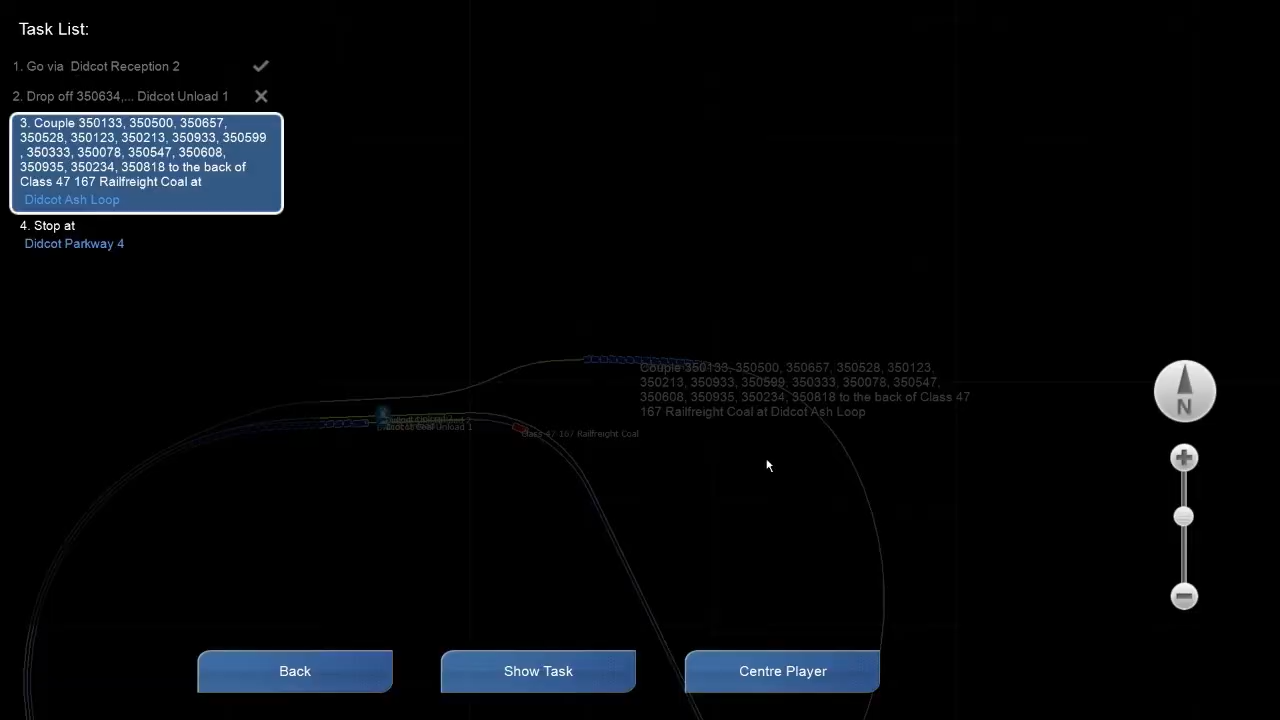 Task List:
1. Go via  Didcot Reception 2
2. Drop off 350634,... Didcot Unload 1
3. Couple 350133, 350500, 350657,
350528, 350123, 350213, 350933, 350599
, 350333, 350078, 350547, 350608,
350935, 350234, 350818 to the back of
Class 47 167 Railfreight Coal at
Didcot Ash Loop
4. Stop at
Didcot Parkway 4
Couple 350133, 350500, 350657, 350528, 350123,
350213, 350933, 350599, 350333, 350078, 350547,
350608, 350935, 350234, 350818 to the back of Class 47
167 Railfreight Coal at Didcot Ash Loop
Unload 1
Class 47 167 Railfreight Coal
N
Back
Show Task
Centre Player